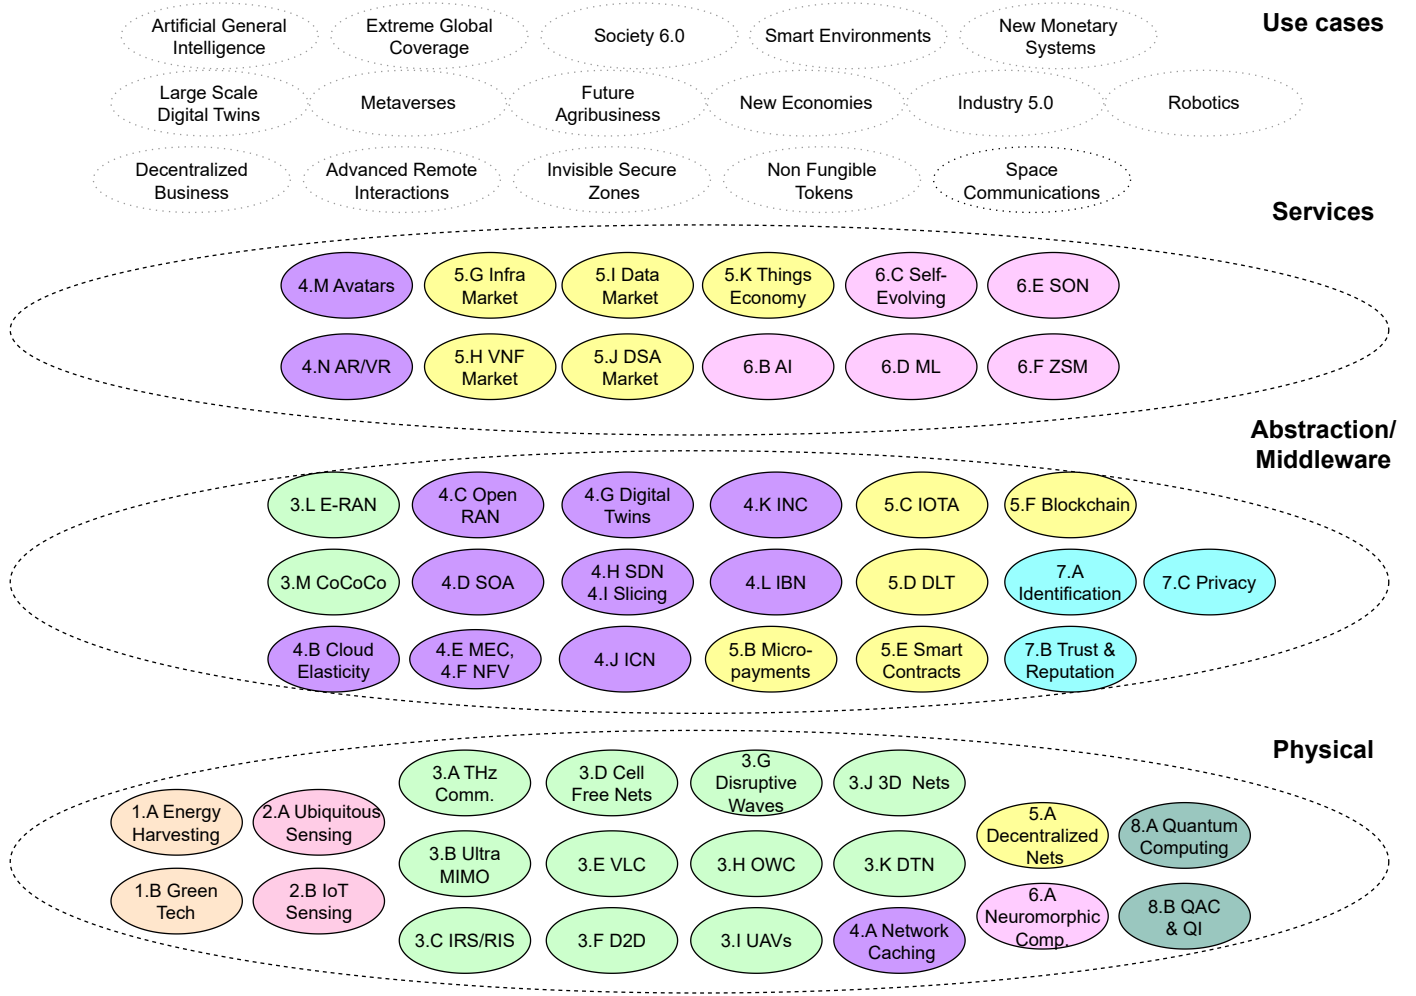 Use cases
Artificial General
Intelligence
Extreme Global
Coverage
Society 6.0
Smart Environments
New Monetary
Systems
Large Scale
Digital Twins
Metaverses
Future
Agribusiness
New Economies
Industry 5.0
Robotics
Decentralized
Business
Advanced Remote
Interactions
Invisible Secure
Zones
Non Fungible
Tokens
Space
Communications
Services
4.M Avatars
5.G Infra
Market
5.I Data
Market
5.K Things
Economy
6.C Self-
Evolving
6.E SON
4.N AR/VR
5.H VNF
Market
5.J DSA
Market
6.B AI
6.D ML
6.F ZSM
Abstraction/
Middleware
3.L E-RAN
4.C Open
RAN
4.G Digital
Twins
4.K INC
5.C IOTA
5.F Blockchain
3.M CoCoCo
4.D SOA
4.H SDN
4.I Slicing
4.L IBN
5.D DLT
7.A
Identification
7.C Privacy
4.B Cloud
Elasticity
4.E MEC,
4.F NFV
4.J ICN
5.B Micro-
payments
5.E Smart
Contracts
7.B Trust &
Reputation
Physical
1.A Energy
Harvesting
2.A Ubiquitous
Sensing
3.A THz
Comm.
3.D Cell
Free Nets
3.G
Disruptive
Waves
3.J 3D  Nets
5.A
Decentralized
Nets
8.A Quantum
Computing
3.B Ultra
MIMO
3.E VLC
3.H OWC
3.K DTN
1.B Green
Tech
2.B IoT
Sensing
3.C IRS/RIS
3.F D2D
3.I UAVs
4.A Network
Caching
6.A
Neuromorphic
Comp.
8.B QAC
& QI